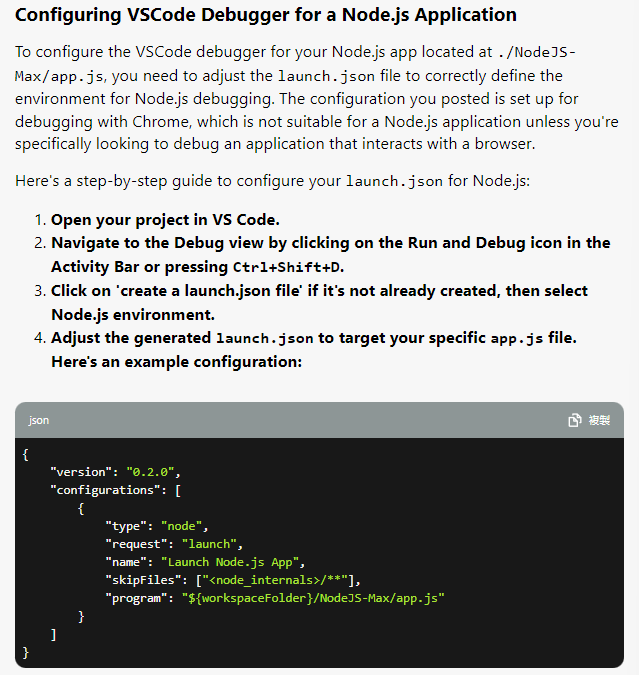 Configuring VSCode Debugger for a Node.js Application
To configure the VSCode debugger for your Node.js app located at ./NodeJS-
Max/app.js, you need to adjust the launch.json file to correctly define the
environment for Node.js debugging. The configuration you posted is set up for
debugging with Chrome, which is not suitable for a Node.js application unless you're
specifically looking to debug an application that interacts with a browser.
Here's a step-by-step guide to configure your launch.json for Node.js:
1. Open your project in VS Code.
2. Navigate to the Debug view by clicking on the Run and Debug icon in the
Activity Bar or pressing Ctrl+Shift+D.
3. Click on 'create a launch.json file' if it's not already created, then select
Node.js environment.
4. Adjust the generated launch.json to target your specific app.js file.
Here's an example configuration:
json 複製
{
    "version": "0.2.0",
    "configurations": [
        {
            "type": "node",
            "request": "launch",
            "name": "Launch Node.js App",
            "skipFiles": ["<node_internals>/**"],
            "program": "${workspaceFolder}/NodeJS-Max/app.js"
        }
    ]
}